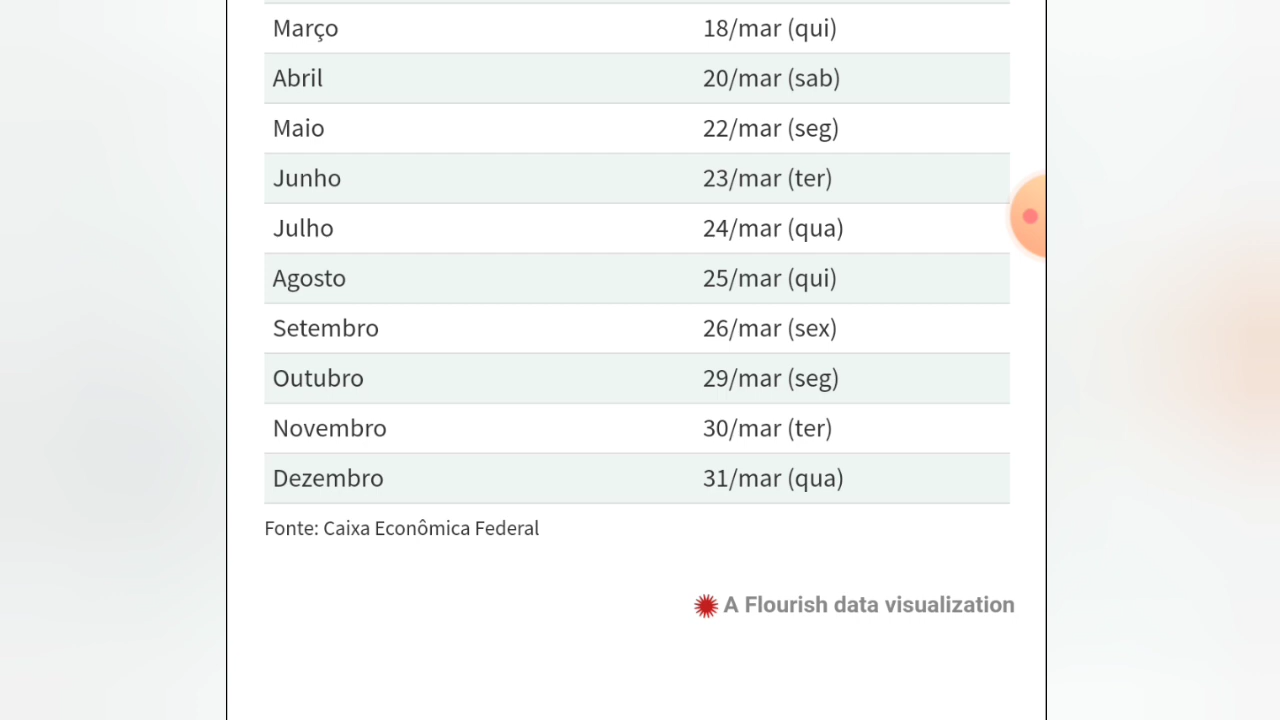 Março 18/mar (qui)
Abril 20/mar (sab)
Maio 22/mar (seg)
Junho 23/mar (ter)
Julho 24/mar (qua)
Agosto 25/mar (qui)
Setembro 26/mar (sex)
Outubro 29/mar (seg)
Novembro 30/mar (ter)
Dezembro 31/mar (qua)
Fonte: Caixa Econômica Federal
A Flourish data visualization